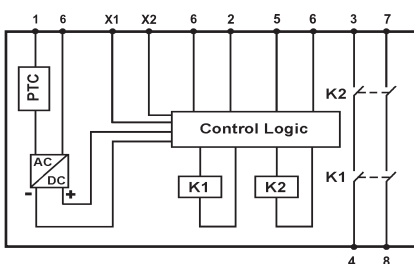 1 6 X1 X2 6 2 5 6 3 7
PTC
K2
Control Logic
AC
DC
- +
K1 K2
K1
4 8